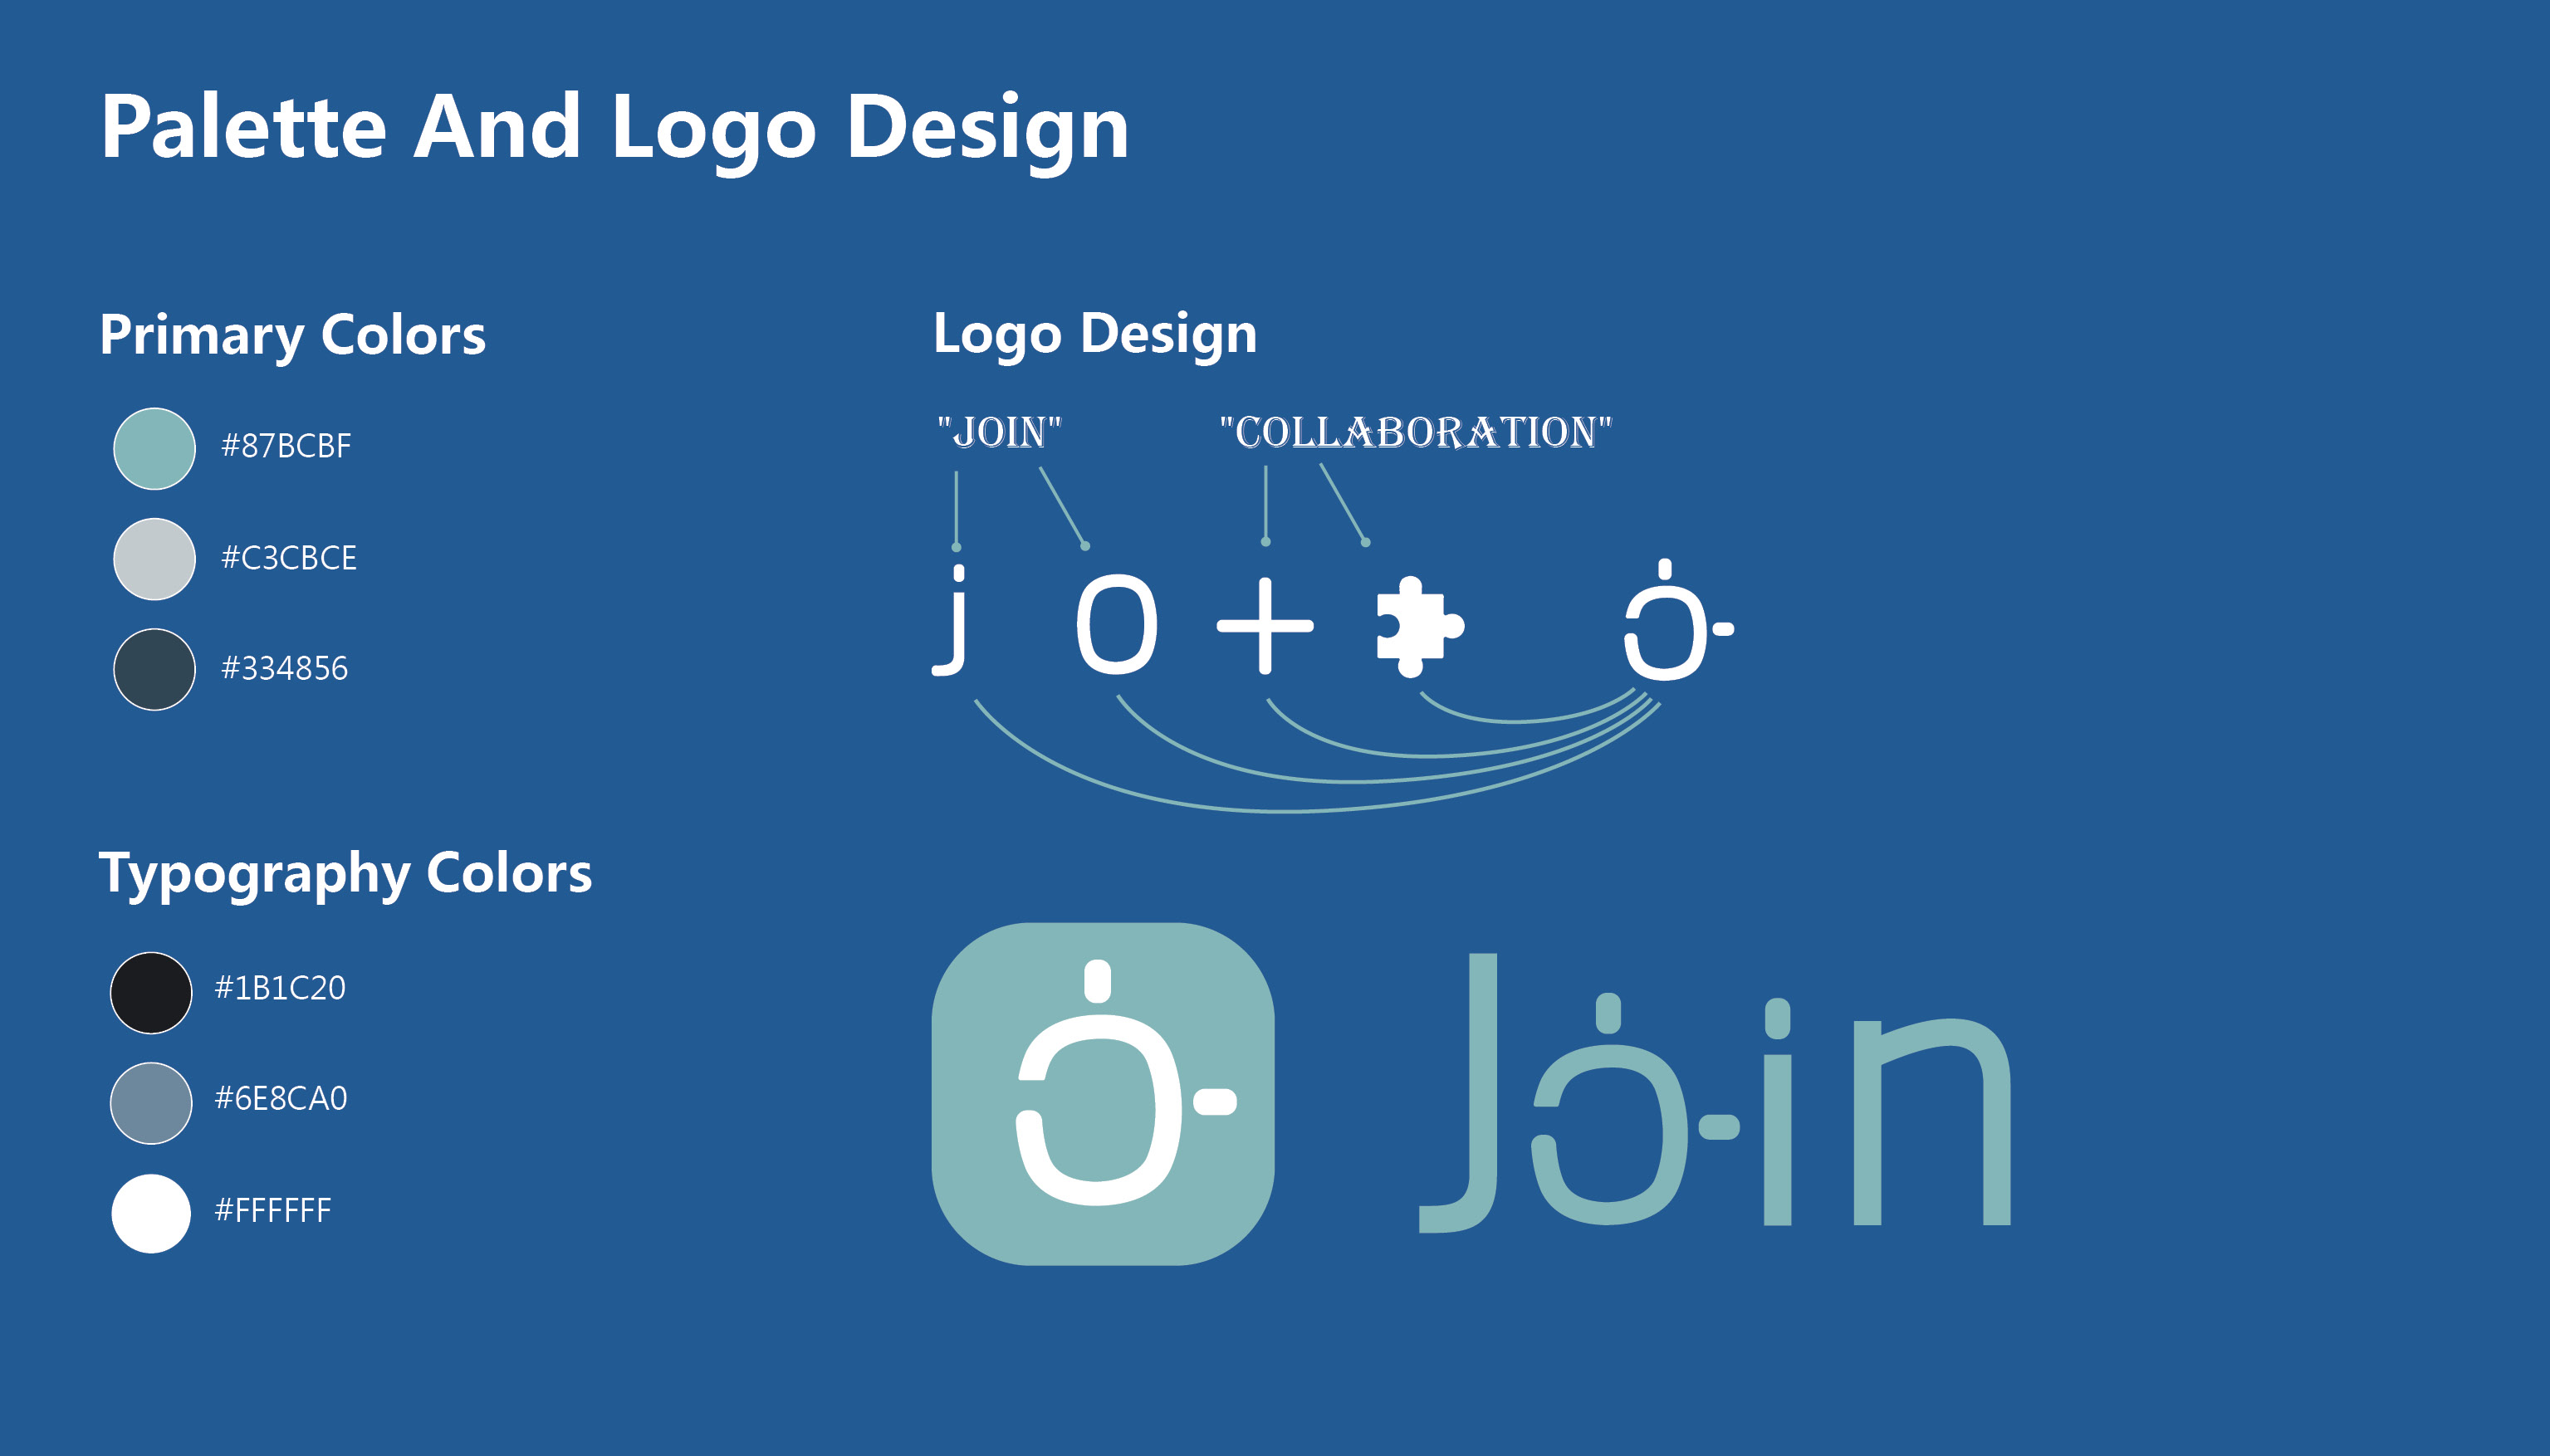 Palette And Logo Design
Primary Colors
#87BCBF
#C3CBCE
#334856
Typography Colors
#1B1C20
#6E8CA0
#FFFFFF
Logo Design
"JOIN" "COLLABORATION"
j o +
Join